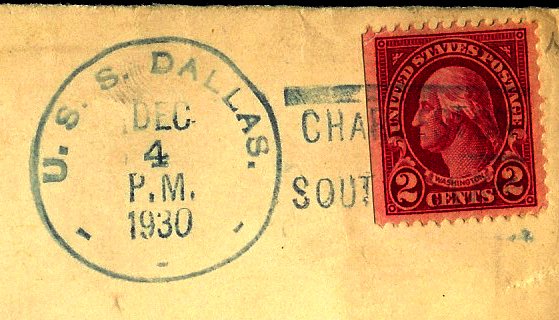 U. S. S. DALLAS.
DEC
4
P.M.
1930
CHA
SOUT
UNITED STATES POSTAGE
WASHINGTON
2 CENTS 2